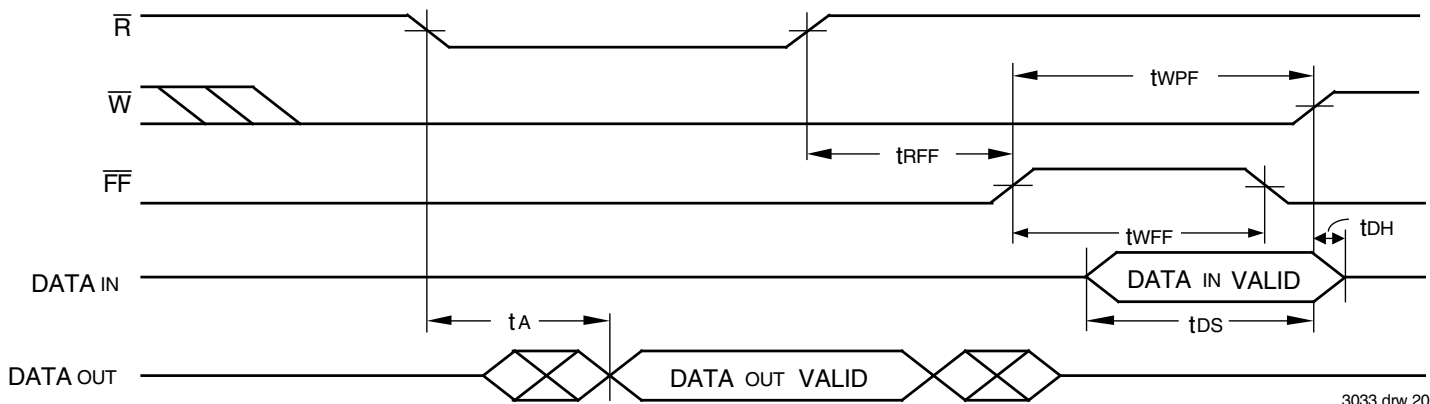 R̅
tWPF
W̅
tRFF
F̅F̅
tWFF
tDH
DATA IN
DATA IN VALID
tA
tDS
DATA OUT
DATA OUT VALID
3033 drw 20